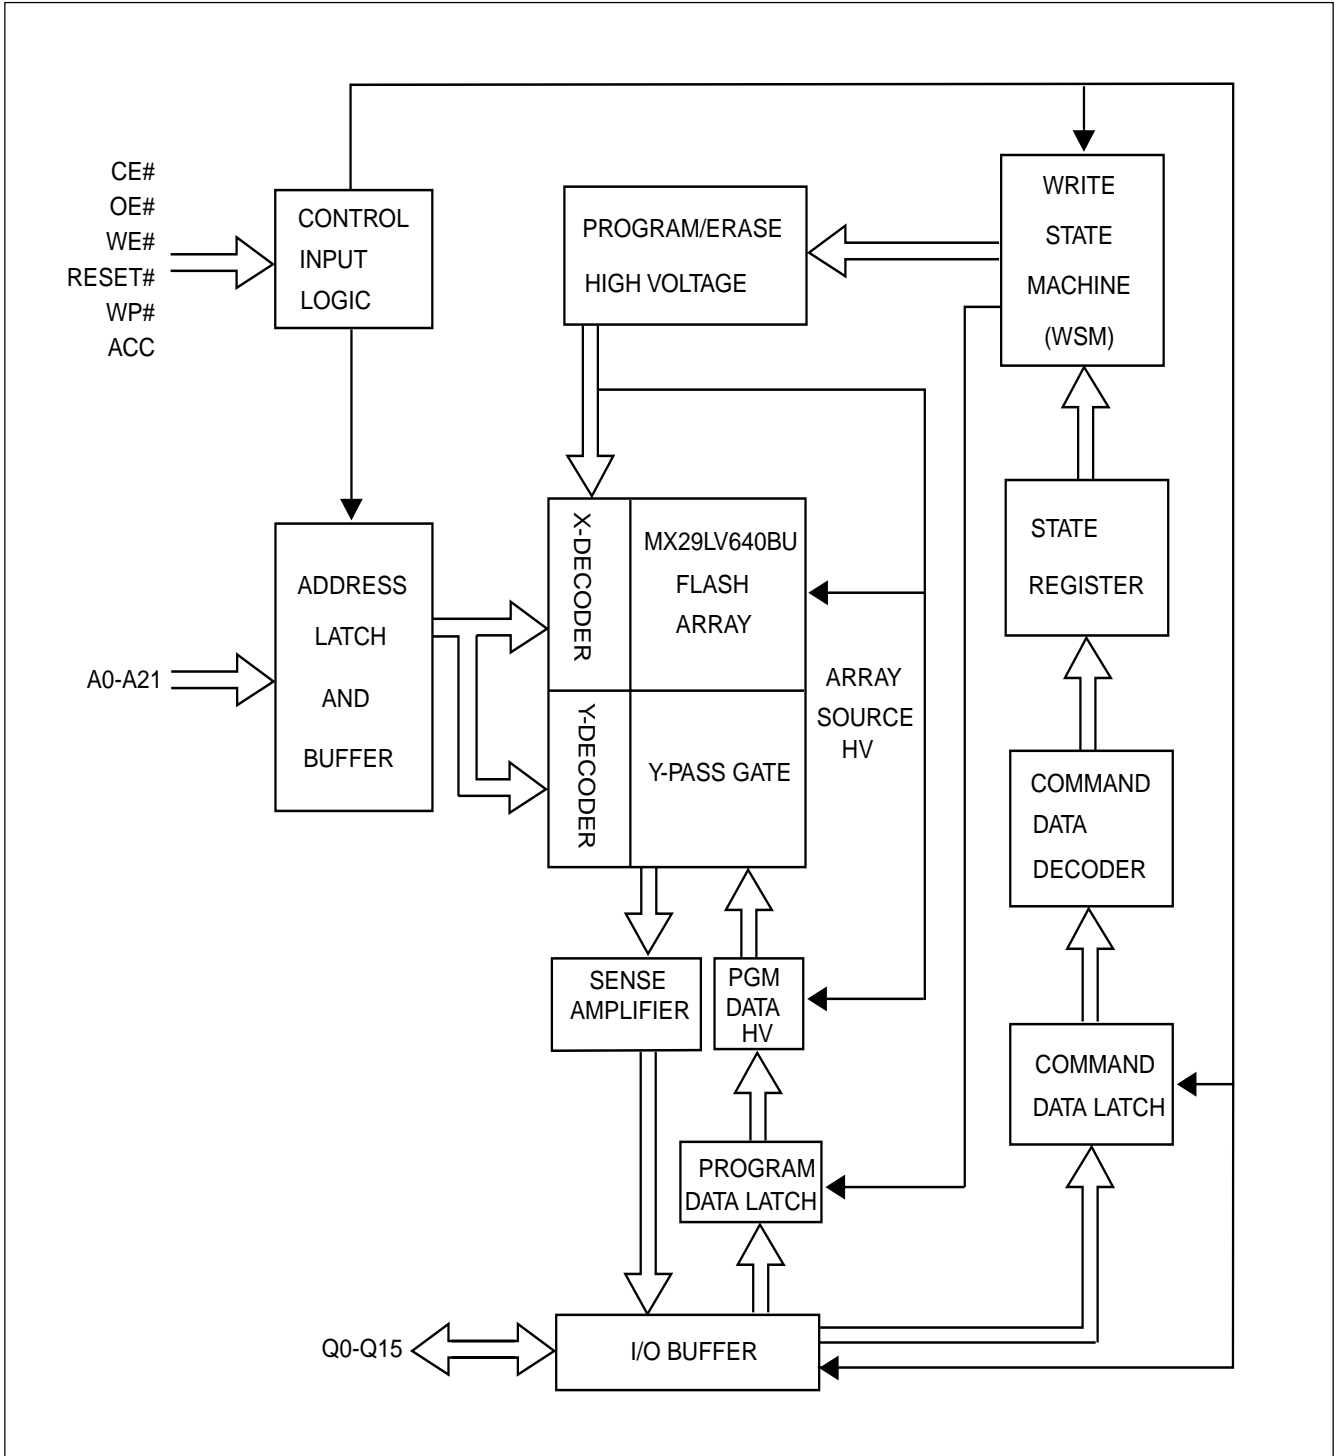 CE#
OE#
WE#
RESET#
WP#
ACC
CONTROL
INPUT
LOGIC
PROGRAM/ERASE
HIGH VOLTAGE
WRITE
STATE
MACHINE
(WSM)
STATE
REGISTER
A0-A21
ADDRESS
LATCH
AND
BUFFER
X-DECODER
MX29LV640BU
FLASH
ARRAY
Y-DECODER
Y-PASS GATE
ARRAY
SOURCE
HV
COMMAND
DATA
DECODER
SENSE
AMPLIFIER
PGM
DATA
HV
COMMAND
DATA LATCH
PROGRAM
DATA LATCH
Q0-Q15
I/O BUFFER